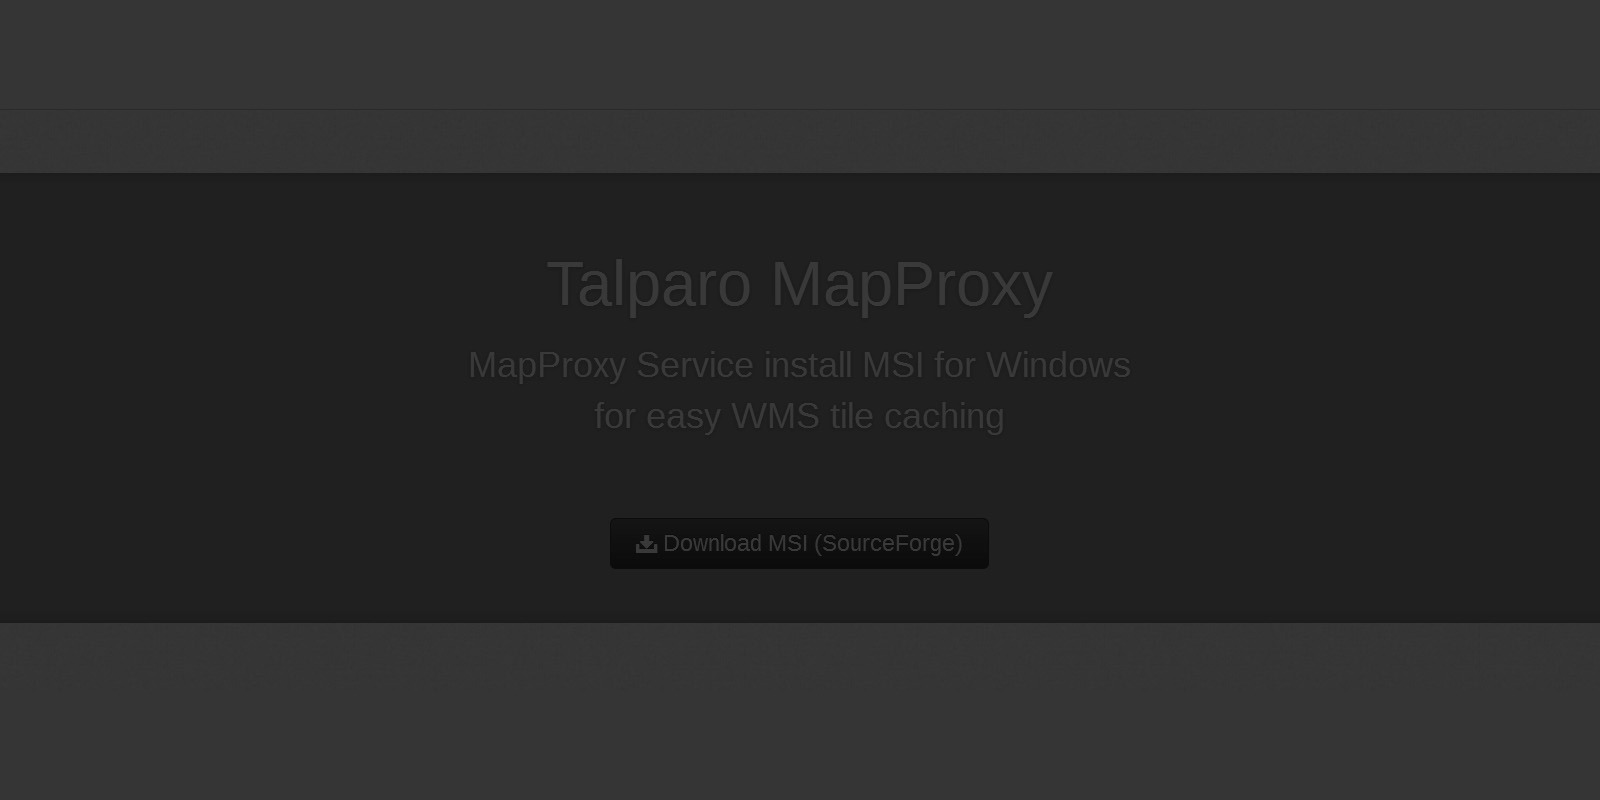 Talparo MapProxy
MapProxy Service install MSI for Windows
for easy WMS tile caching
Download MSI (SourceForge)